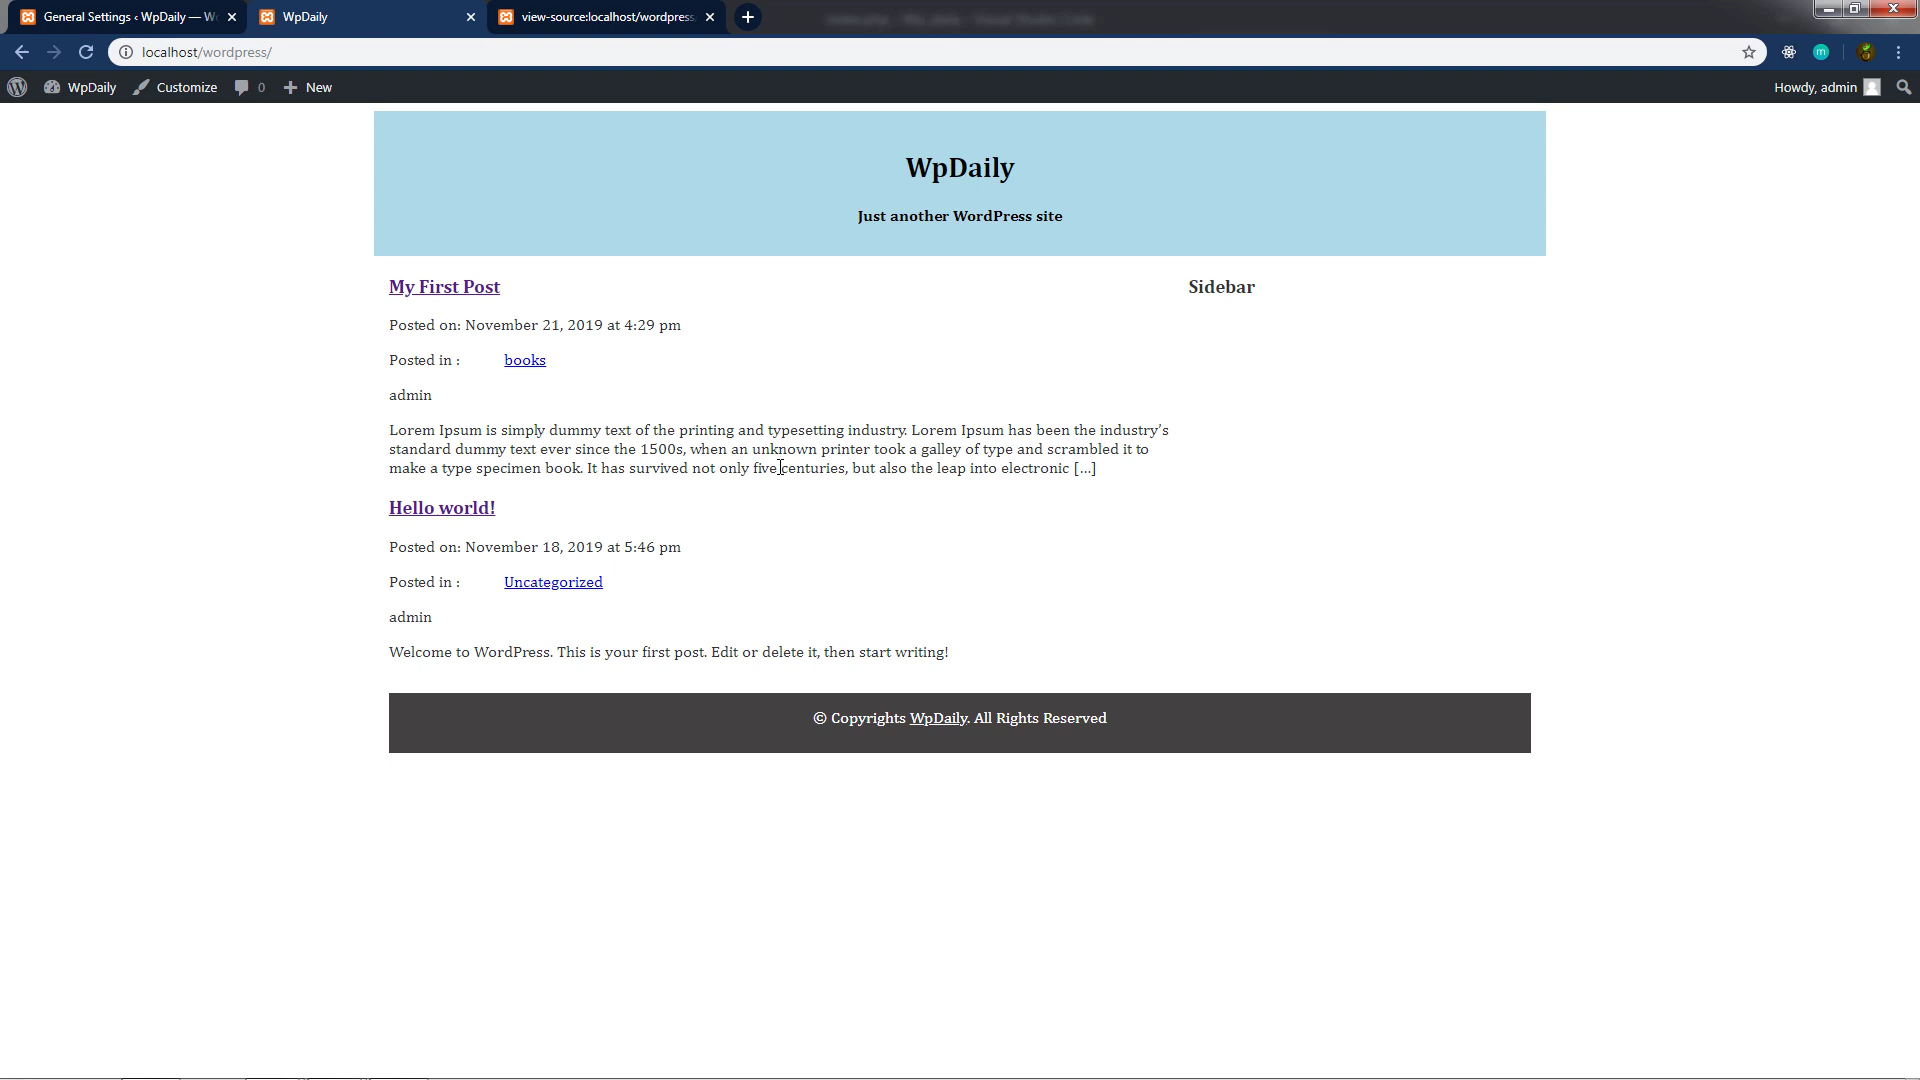 General Settings ‹ WpDaily — W
WpDaily
view-source:localhost/wordpress
localhost/wordpress/
WpDaily
Customize
0
New
Howdy, admin
WpDaily
Just another WordPress site
My First Post
Posted on: November 21, 2019 at 4:29 pm
Posted in : books
admin
Lorem Ipsum is simply dummy text of the printing and typesetting industry. Lorem Ipsum has been the industry’s
standard dummy text ever since the 1500s, when an unknown printer took a galley of type and scrambled it to
make a type specimen book. It has survived not only five centuries, but also the leap into electronic […]
Hello world!
Posted on: November 18, 2019 at 5:46 pm
Posted in : Uncategorized
admin
Welcome to WordPress. This is your first post. Edit or delete it, then start writing!
Sidebar
© Copyrights WpDaily. All Rights Reserved